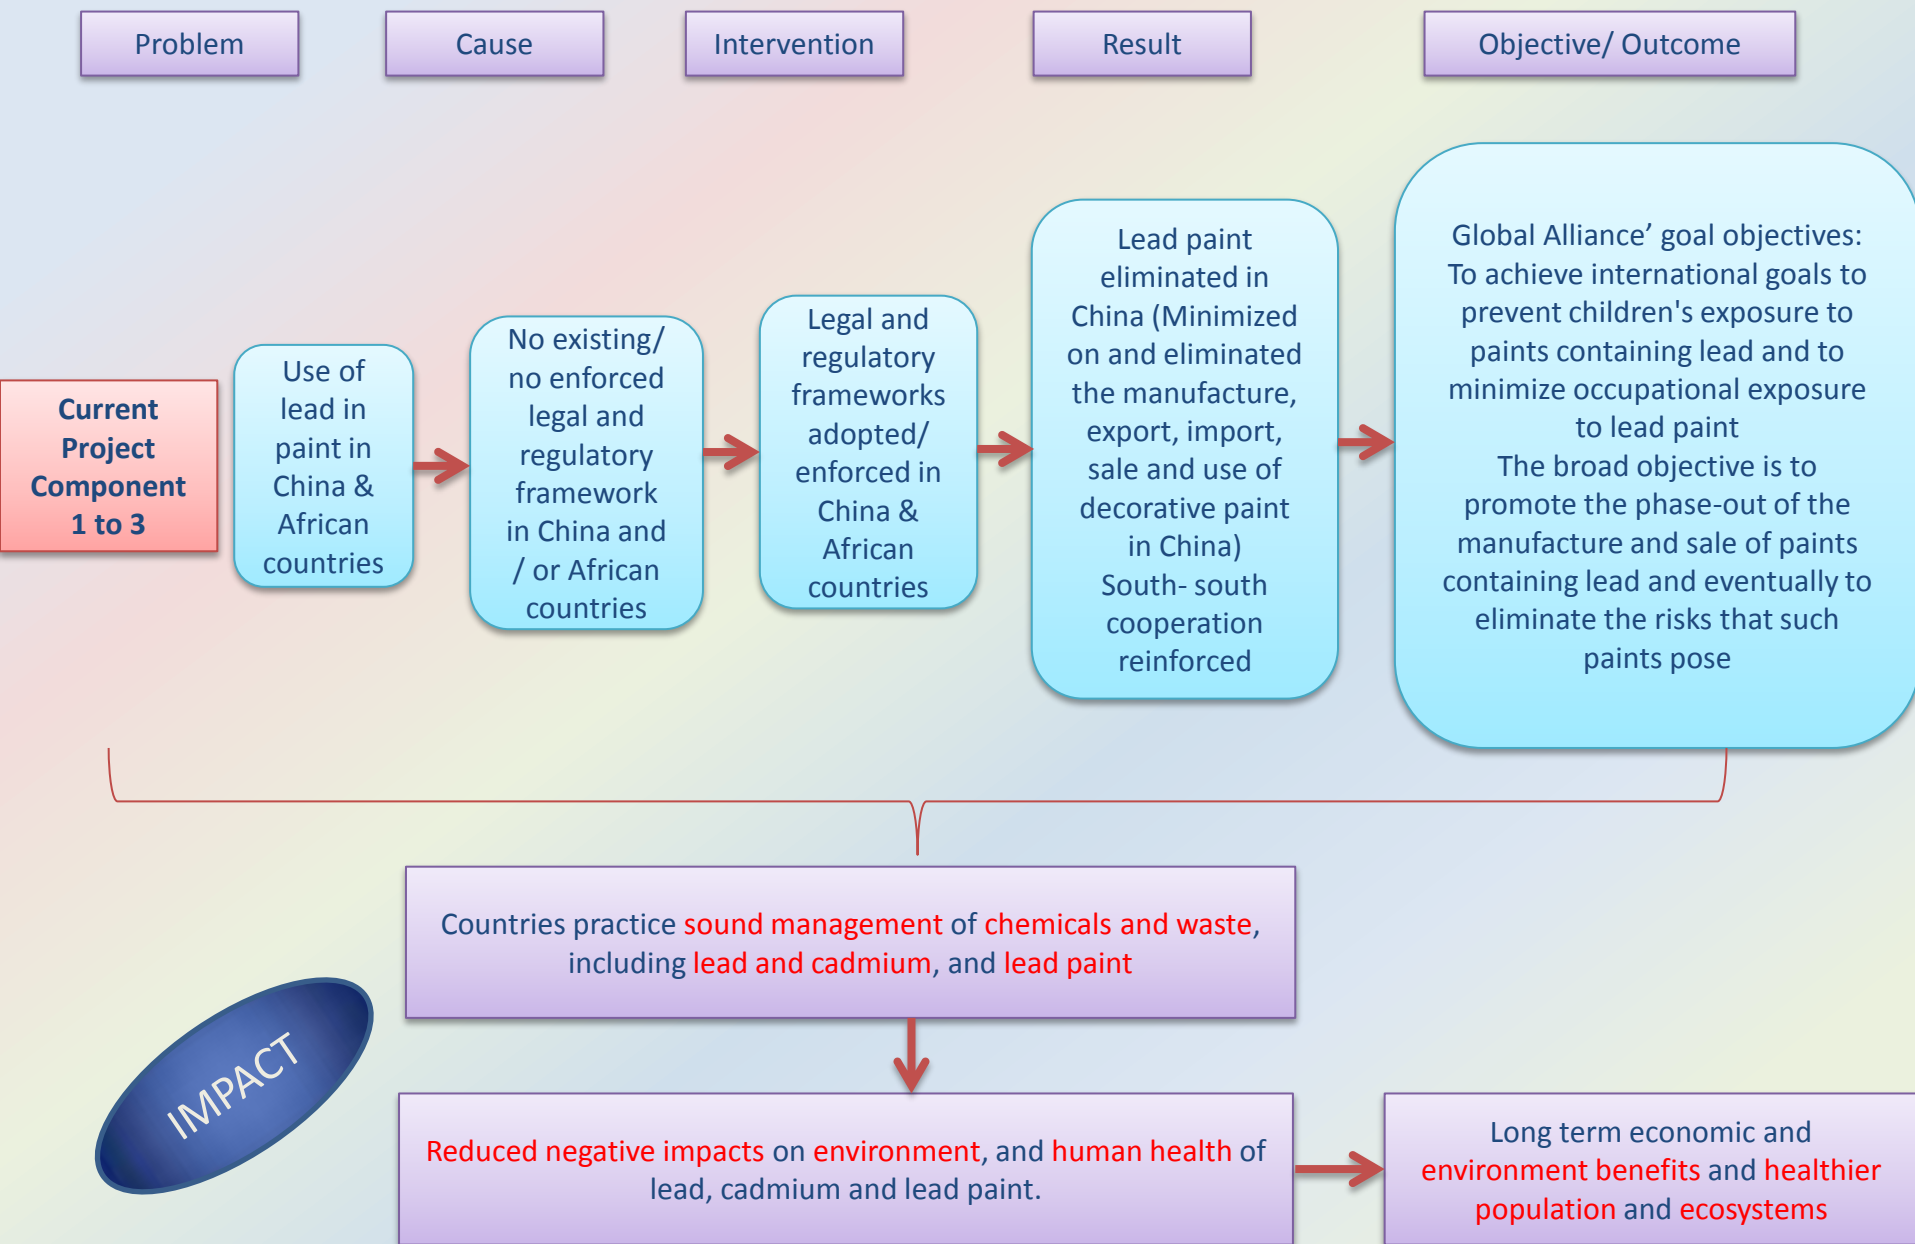 Problem
Cause
Intervention
Result
Objective/ Outcome
Current
Project
Component
1 to 3
Use of
lead in
paint in
China &
African
countries
No existing/
no enforced
legal and
regulatory
framework
in China and
/ or African
countries
Legal and
regulatory
frameworks
adopted/
enforced in
China &
African
countries
Lead paint
eliminated in
China (Minimized
on and eliminated
the manufacture,
export, import,
sale and use of
decorative paint
in China)
South- south
cooperation
reinforced
Global Alliance’ goal objectives:
To achieve international goals to
prevent children's exposure to
paints containing lead and to
minimize occupational exposure
to lead paint
The broad objective is to
promote the phase-out of the
manufacture and sale of paints
containing lead and eventually to
eliminate the risks that such
paints pose
Countries practice sound management of chemicals and waste,
including lead and cadmium, and lead paint
IMPACT
Reduced negative impacts on environment, and human health of
lead, cadmium and lead paint.
Long term economic and
environment benefits and healthier
population and ecosystems